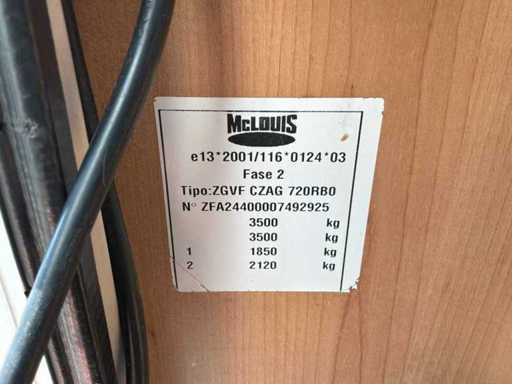 McLOUIS
e13*2001/116*0124*03
Fase 2
Tipo:ZGVF CZAG 720RB0
N° ZFA24400007492925
3500 kg
3500 kg
1 1850 kg
2 2120 kg